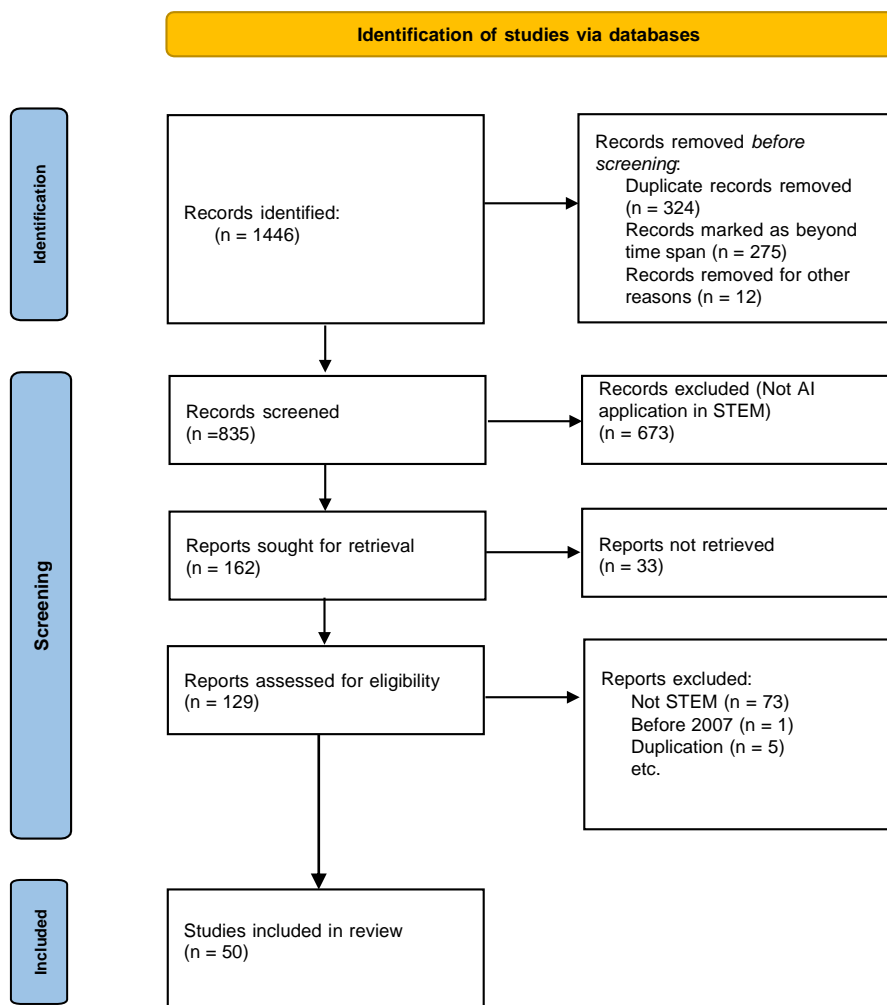 Identification of studies via databases
Identification
Records identified:
(n = 1446)
Records removed before
screening:
Duplicate records removed
(n = 324)
Records marked as beyond
time span (n = 275)
Records removed for other
reasons (n = 12)
Screening
Records screened
(n =835)
Records excluded (Not AI
application in STEM)
(n = 673)
Reports sought for retrieval
(n = 162)
Reports not retrieved
(n = 33)
Reports assessed for eligibility
(n = 129)
Reports excluded:
Not STEM (n = 73)
Before 2007 (n = 1)
Duplication (n = 5)
etc.
Included
Studies included in review
(n = 50)